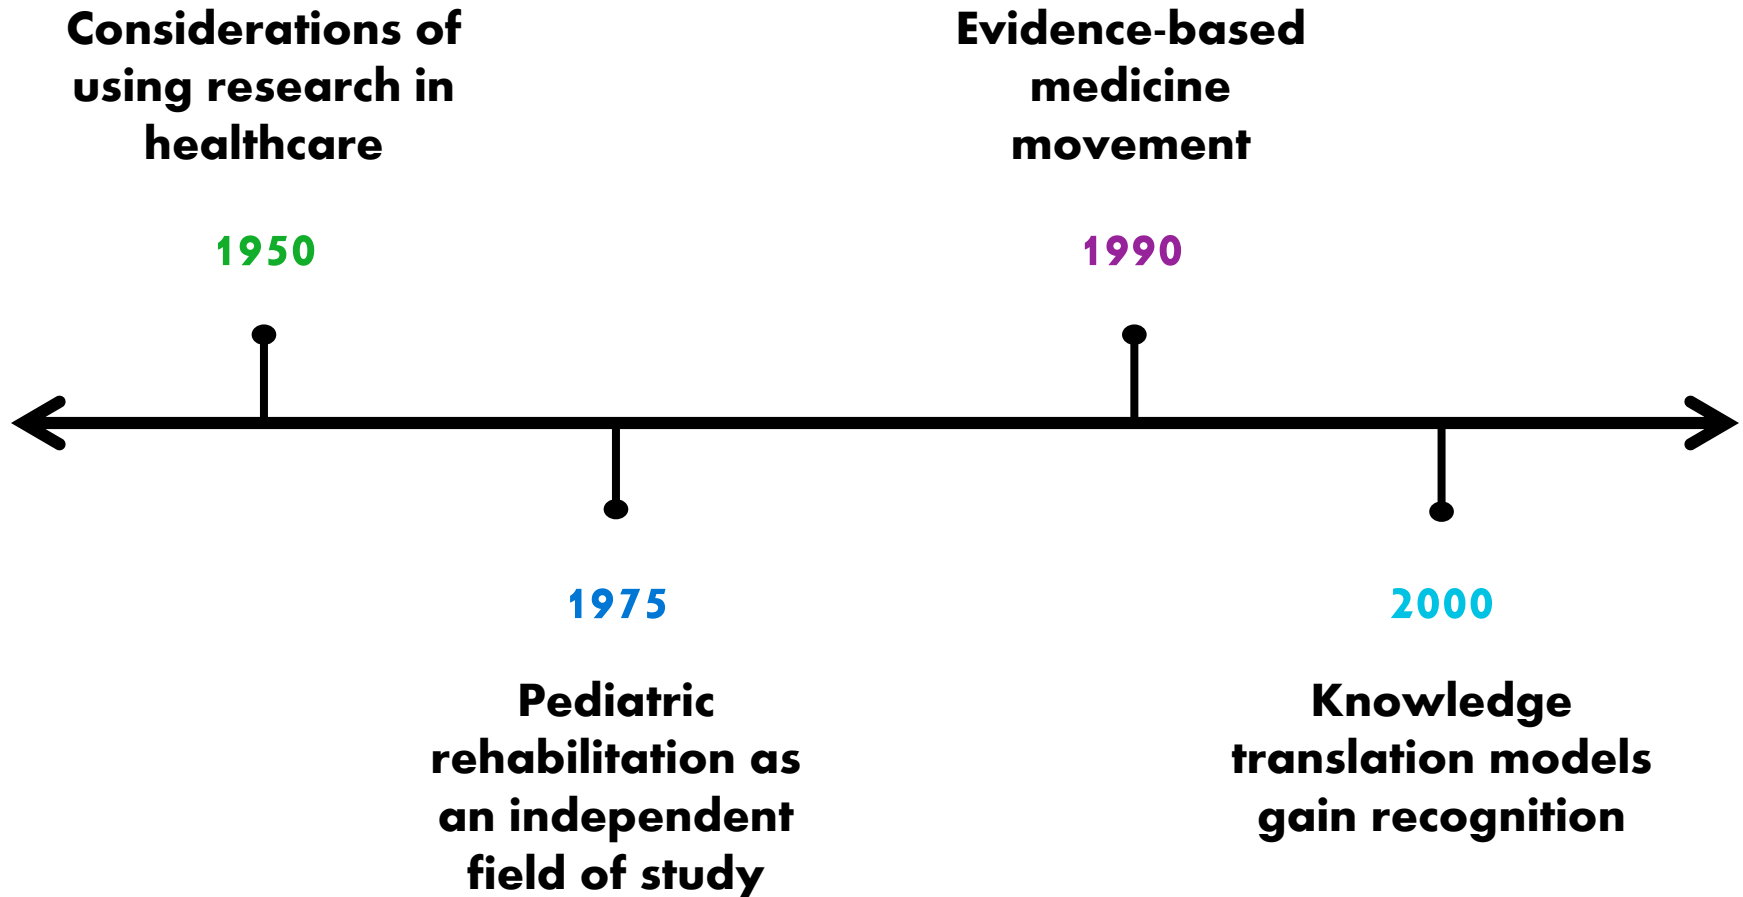 Considerations of
using research in
healthcare
1950
Pediatric
rehabilitation as
an independent
field of study
1975
Evidence-based
medicine
movement
1990
2000
Knowledge
translation models
gain recognition